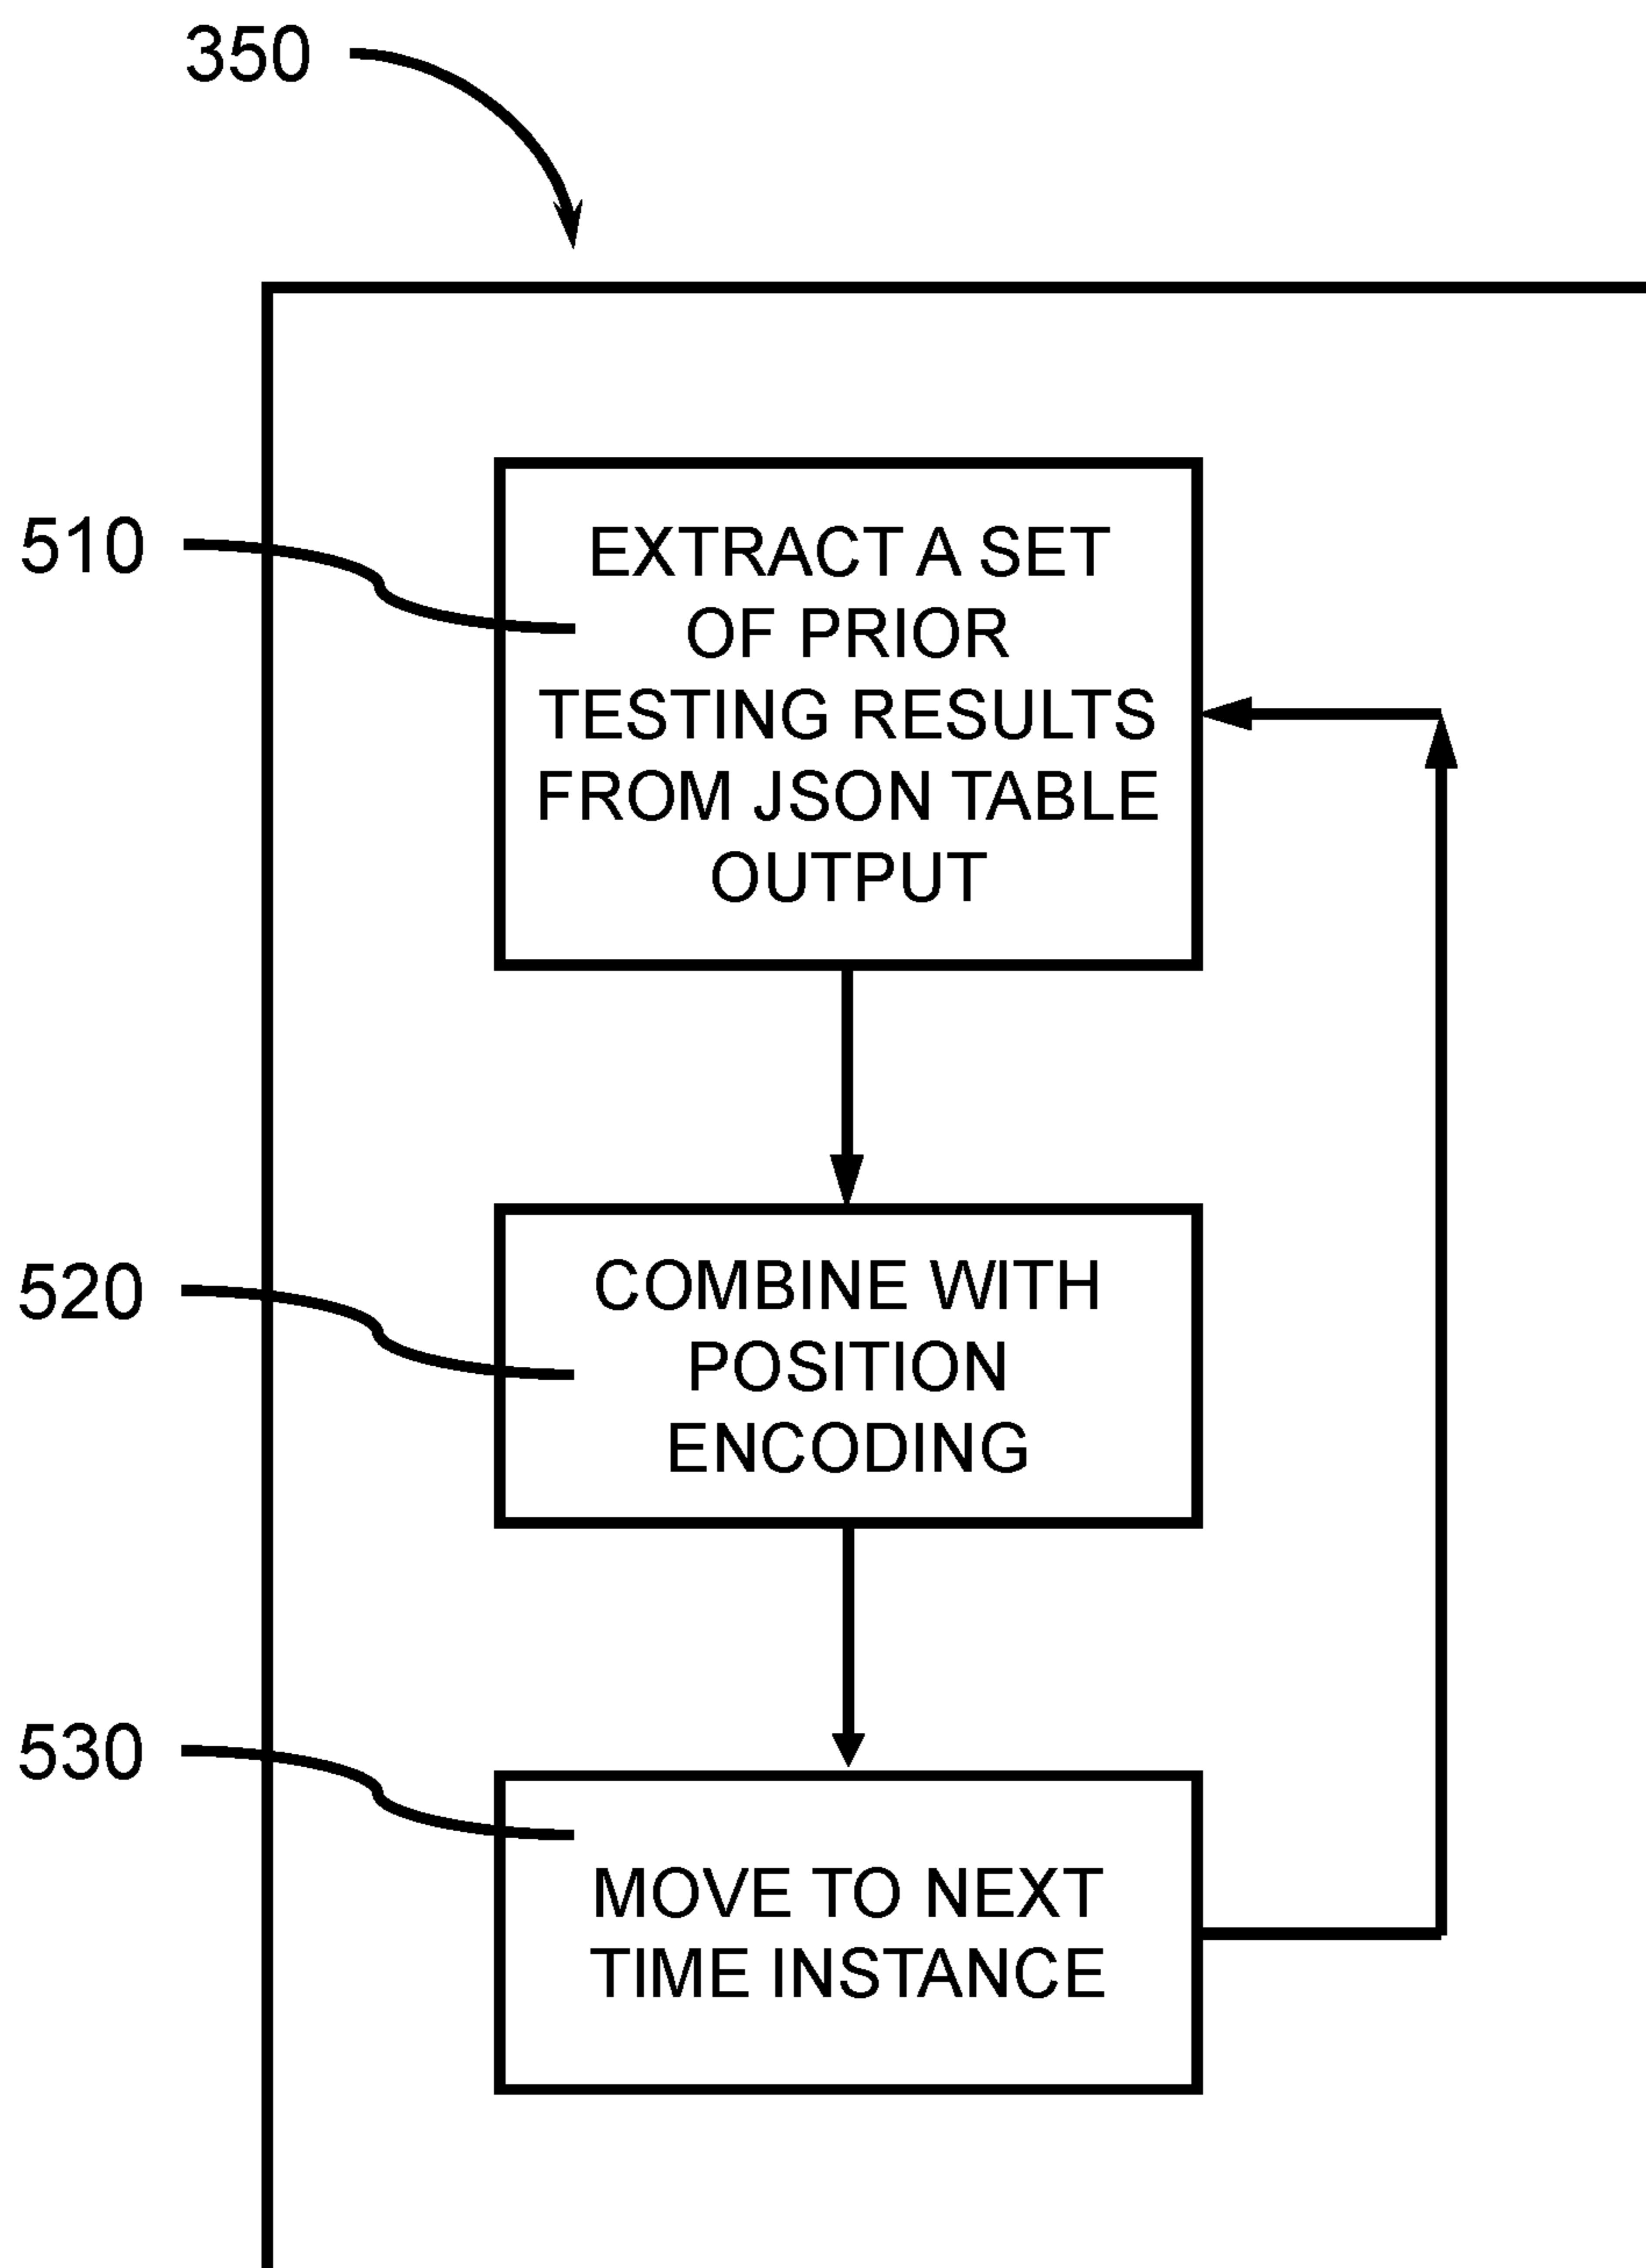 350
510
EXTRACT A SET
OF PRIOR
TESTING RESULTS
FROM JSON TABLE
OUTPUT
520
COMBINE WITH
POSITION
ENCODING
530
MOVE TO NEXT
TIME INSTANCE